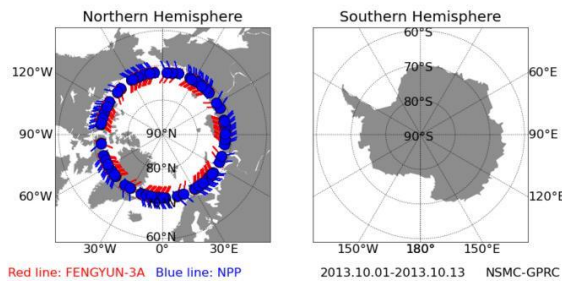 Northern Hemisphere
120°W
90°W
60°W
30°W
0°E
30°E
90°N
80°N
60°N
Southern Hemisphere
60°S
70°S
80°S
90°S
60°E
90°E
120°E
150°W
180°
150°E
Red line: FENGYUN-3A Blue line: NPP
2013.10.01-2013.10.13 NSMC-GPRC